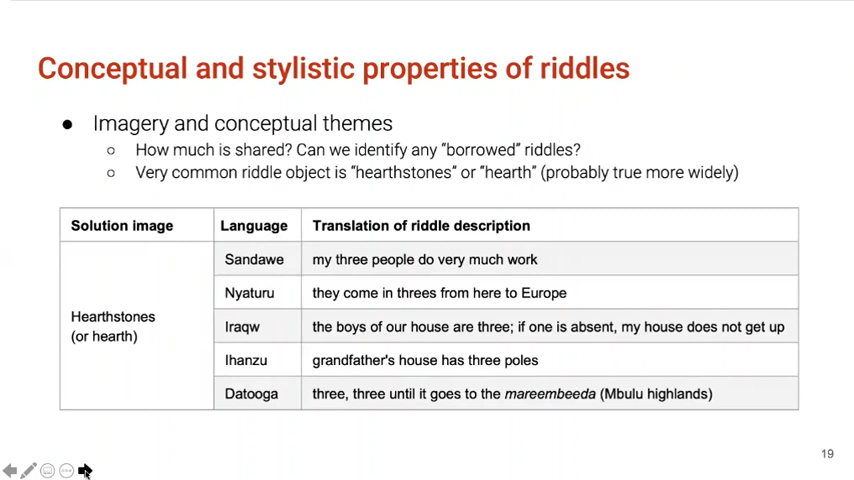 Conceptual and stylistic properties of riddles
● Imagery and conceptual themes
○ How much is shared? Can we identify any “borrowed” riddles?
○ Very common riddle object is “hearthstones” or “hearth” (probably true more widely)
Solution image Language Translation of riddle description
Sandawe my three people do very much work
Nyaturu they come in threes from here to Europe
Hearthstones
(or hearth)
Iraqw the boys of our house are three; if one is absent, my house does not get up
Ihanzu grandfather's house has three poles
Datooga three, three until it goes to the mareembeeda (Mbulu highlands)
19